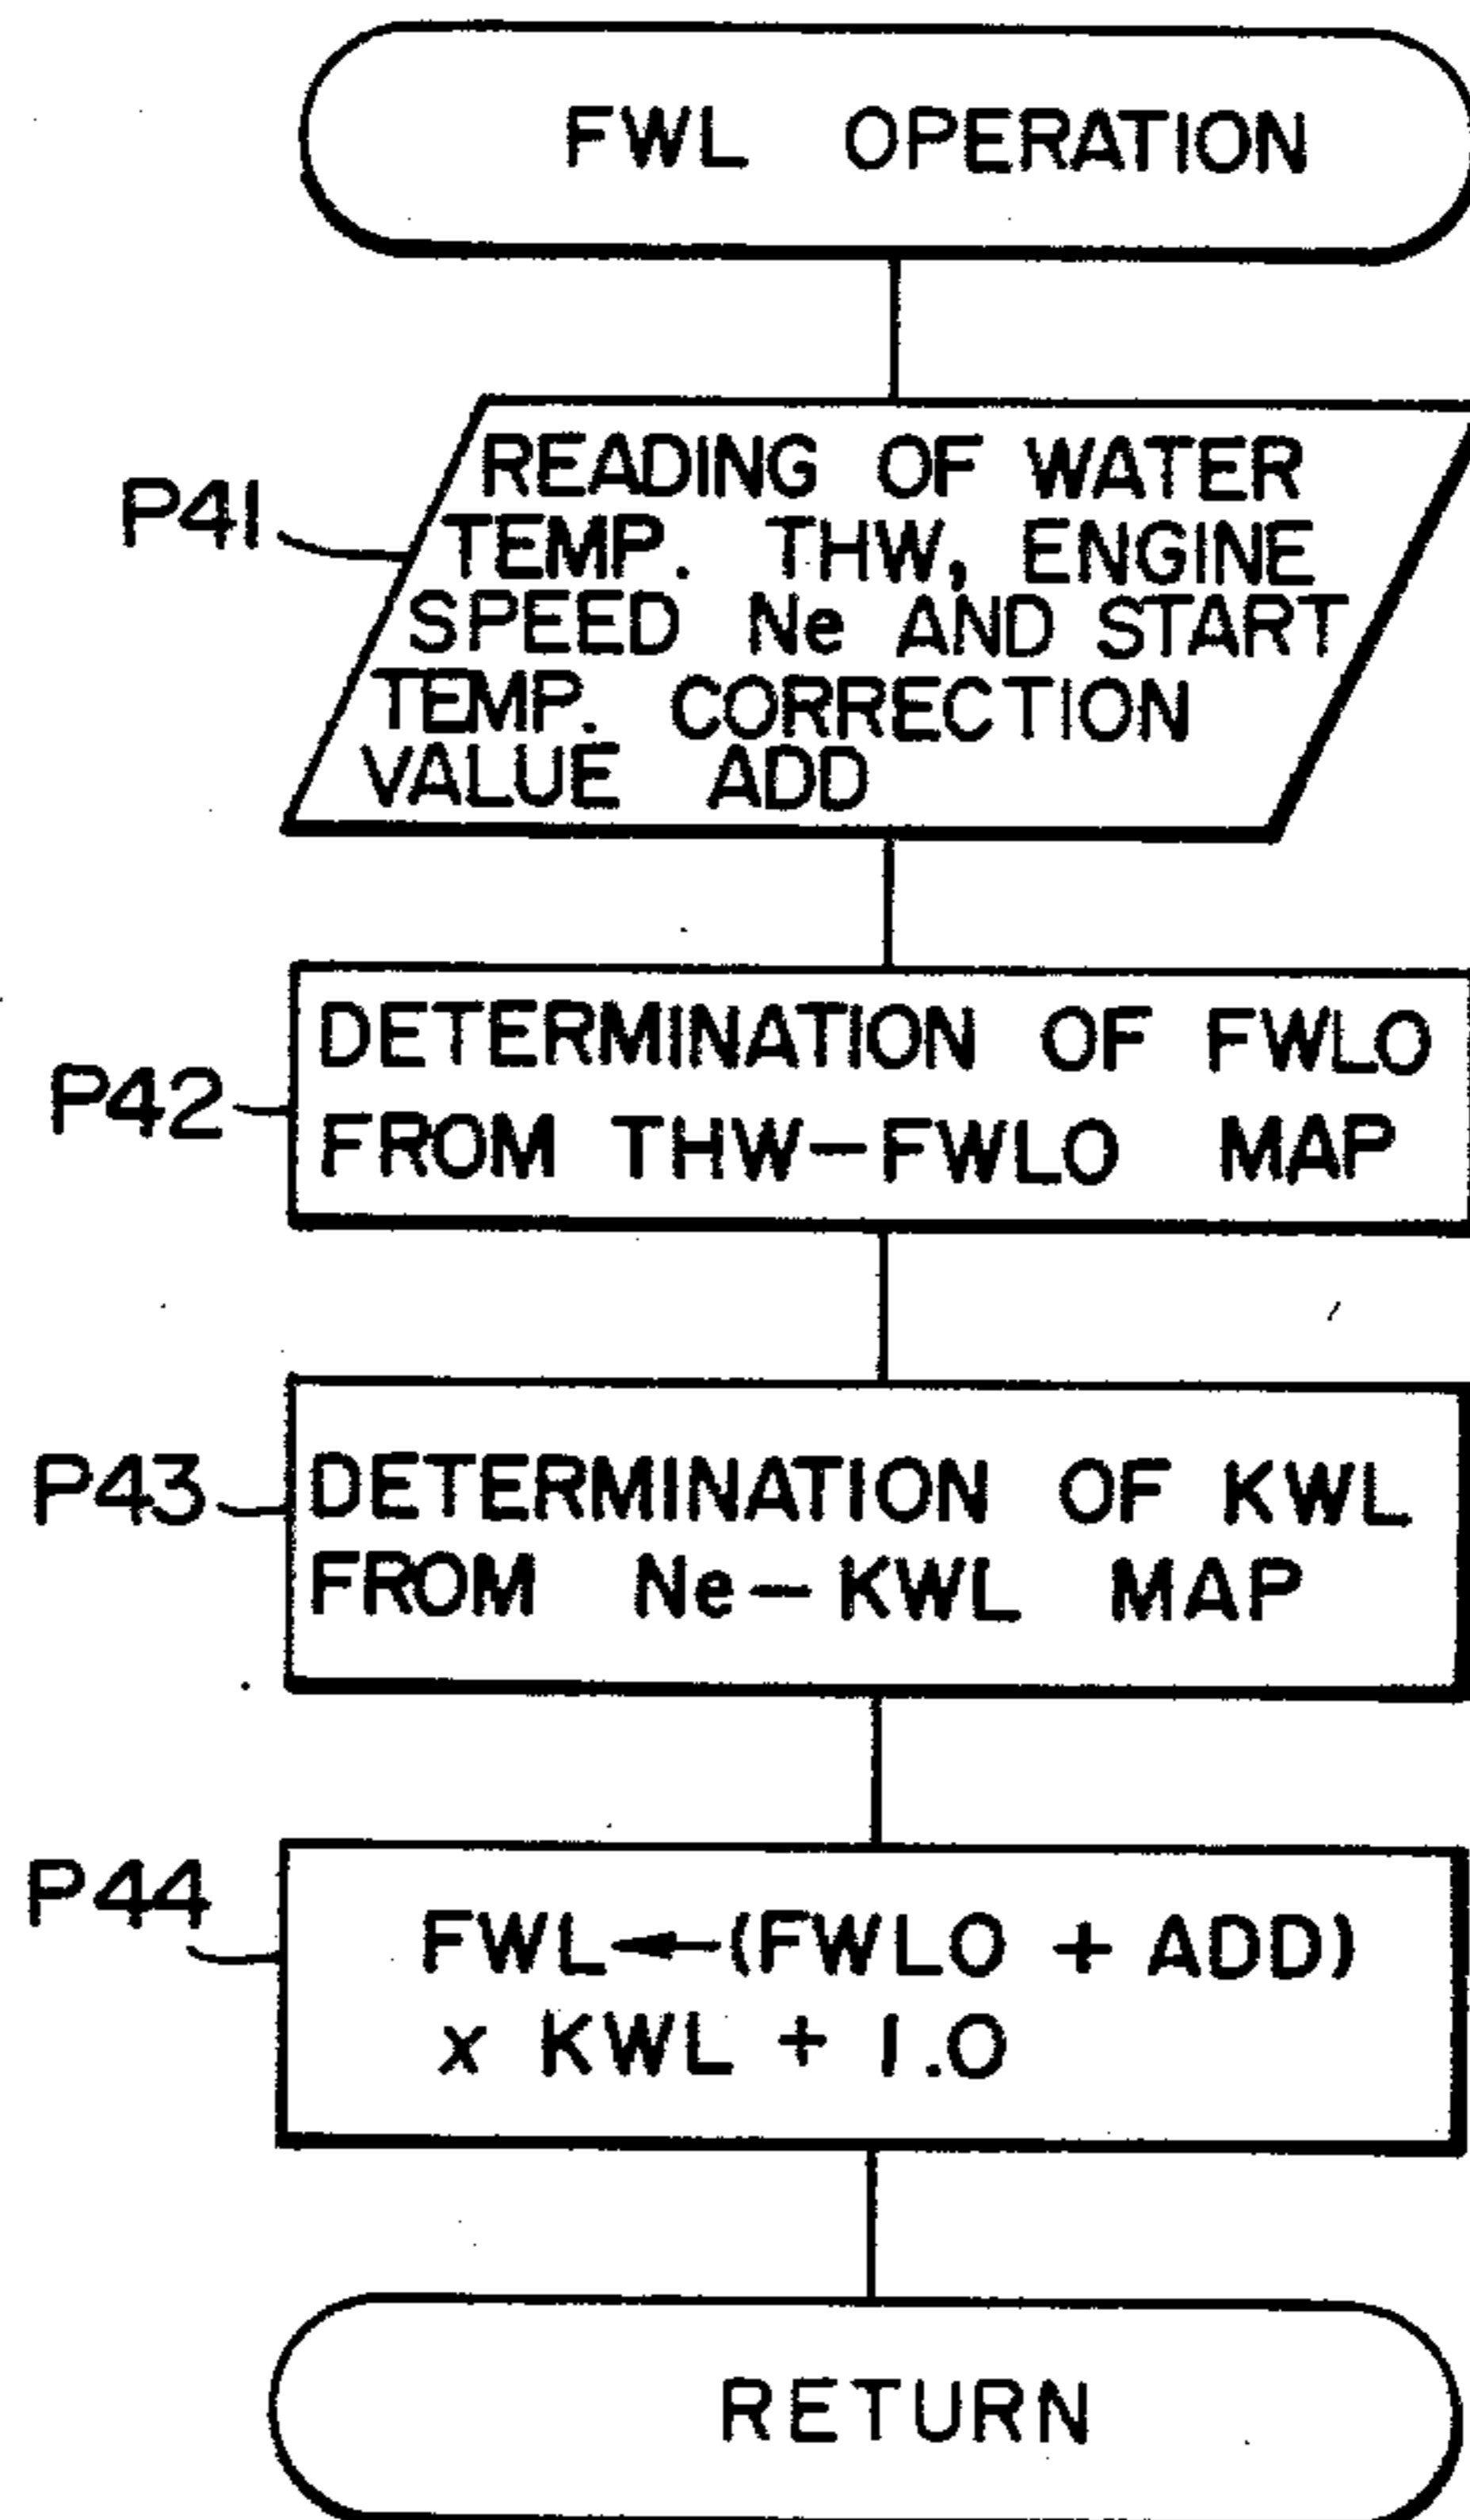 FWL OPERATION
P41
READING OF WATER
TEMP. THW, ENGINE
SPEED Ne AND START
TEMP. CORRECTION
VALUE ADD
P42
DETERMINATION OF FWLO
FROM THW-FWLO MAP
P43
DETERMINATION OF KWL
FROM Ne-KWL MAP
P44
FWL←(FWLO + ADD)
x KWL + 1.0
RETURN